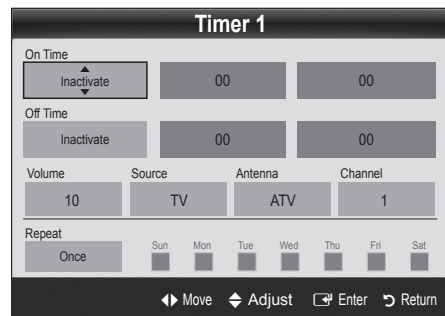 Timer 1
On Time
Inactivate 00 00
Off Time
Inactivate 00 00
Volume Source Antenna Channel
10 TV ATV 1
Repeat
Once Sun Mon Tue Wed Thu Fri Sat
Move Adjust Enter Return